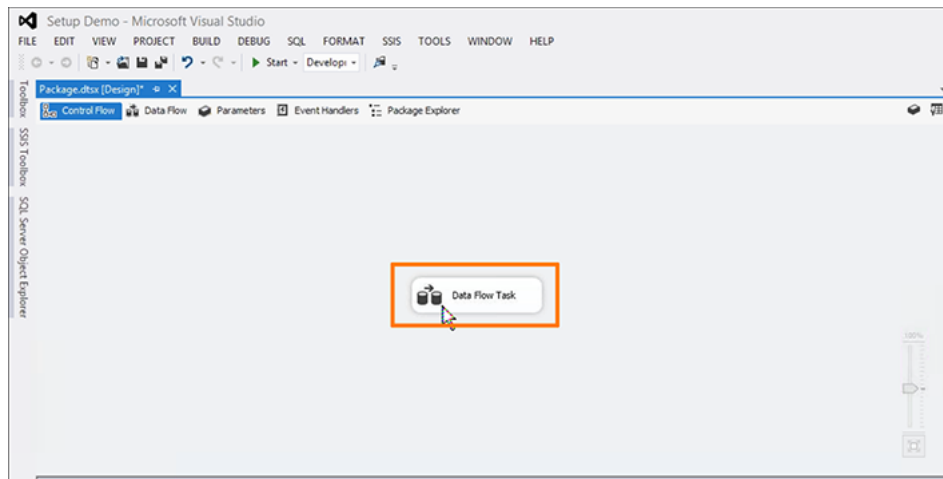 Setup Demo - Microsoft Visual Studio
FILE EDIT VIEW PROJECT BUILD DEBUG SQL FORMAT SSIS TOOLS WINDOW HELP
Start Develop
Package.dtsx [Design]*
Control Flow Data Flow Parameters Event Handlers Package Explorer
Toolbox
SSIS Toolbox
SQL Server Object Explorer
Data Flow Task
100%